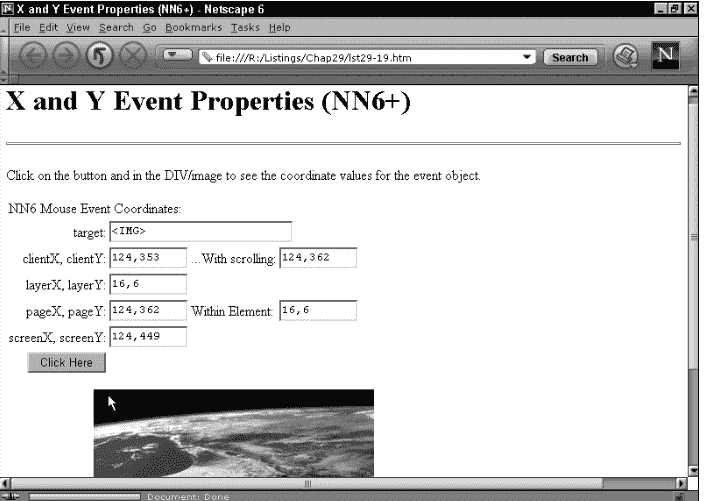 X and Y Event Properties (NN6+) - Netscape 6
File Edit View Search Go Bookmarks Tasks Help
file:///R:/Listings/Chap29/lst29-19.htm Search N
X and Y Event Properties (NN6+)
Click on the button and in the DIV/image to see the coordinate values for the event object.
NN6 Mouse Event Coordinates:
target: <IMG>
clientX, clientY: 124,353 ...With scrolling: 124,362
layerX, layerY: 16,6
pageX, pageY: 124,362 Within Element: 16,6
screenX, screenY: 124,449
Click Here
Document: Done